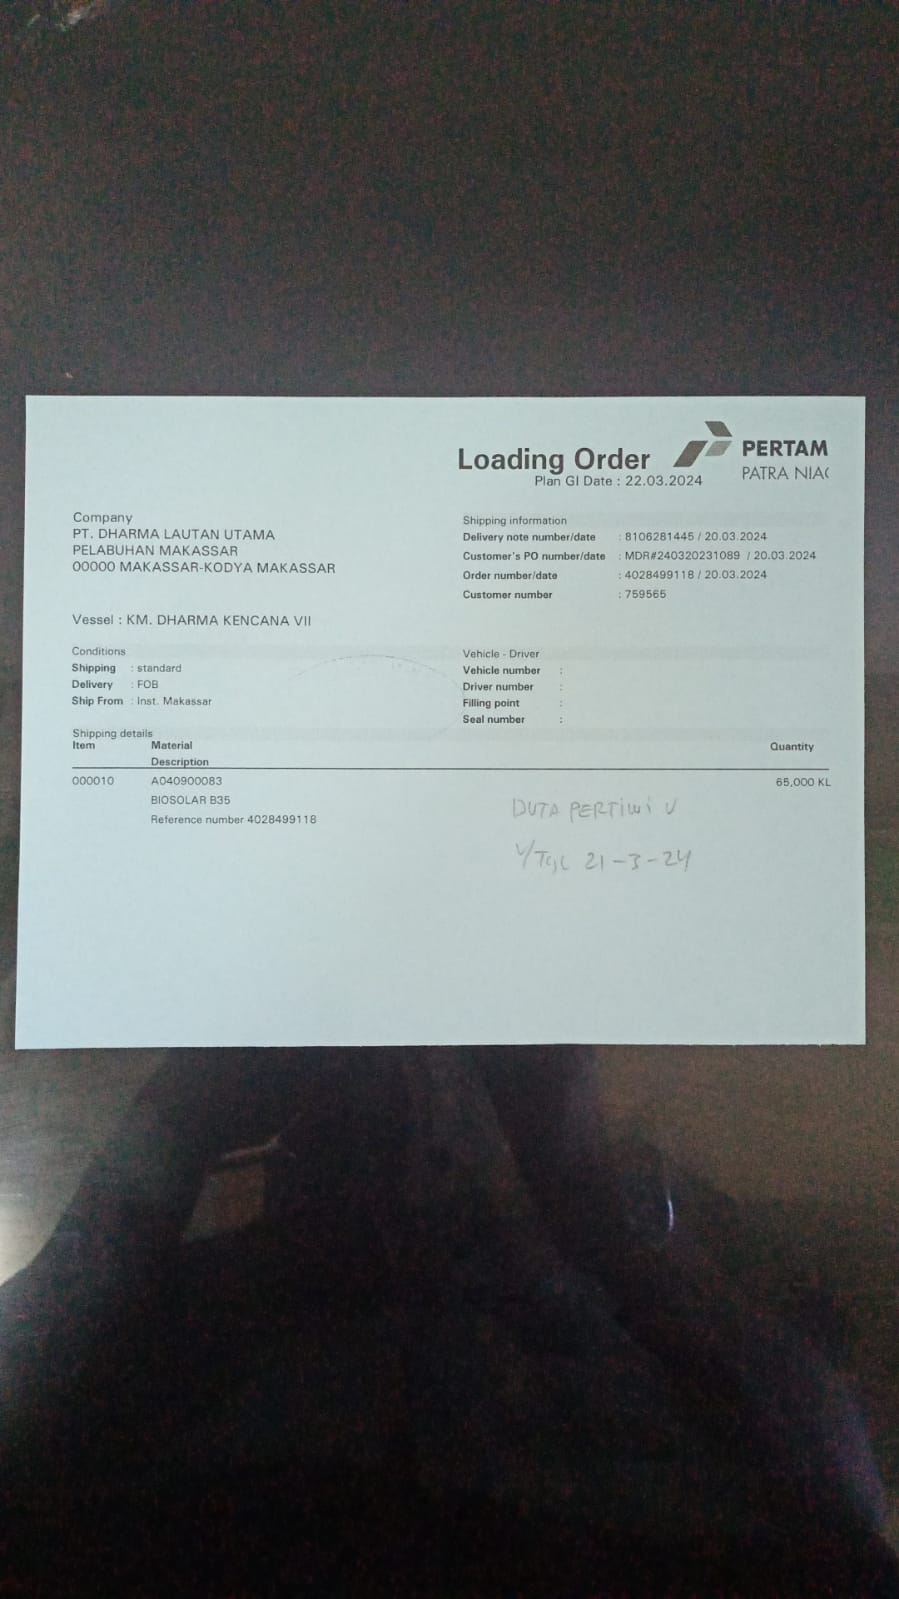 Loading Order
PERTAM
PATRA NIAG
Plan GI Date : 22.03.2024
Company
PT. DHARMA LAUTAN UTAMA
PELABUHAN MAKASSAR
00000 MAKASSAR-KODYA MAKASSAR
Vessel : KM. DHARMA KENCANA VII
Shipping information
Delivery note number/date : 8106281445 / 20.03.2024
Customer's PO number/date : MDR#240320231089 / 20.03.2024
Order number/date : 4028499118 / 20.03.2024
Customer number : 759565
Conditions
Shipping : standard
Delivery : FOB
Ship From : Inst. Makassar
Vehicle - Driver
Vehicle number :
Driver number :
Filling point :
Seal number :
Shipping details
Item Material Quantity
Description
000010 A040900083 65,000 KL
BIOSOLAR B35
Reference number 4028499118
DUTA PERTIWI V
U/Tgl 21-3-24